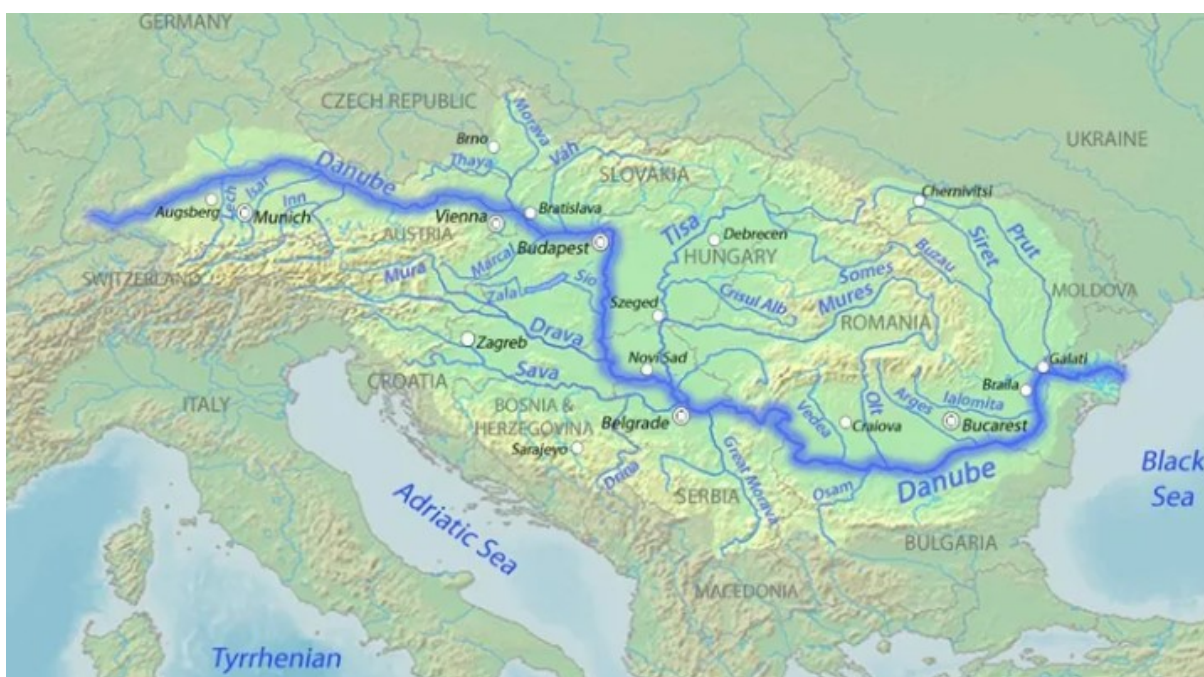 GERMANY
CZECH REPUBLIC
Morava
Brno
Thaya
Váh
SLOVAKIA
UKRAINE
Danube
Lech
Isar
Inn
Augsberg
Munich
Vienna
Bratislava
AUSTRIA
Budapest
Tisa
Debrecen
HUNGARY
Chernivitsi
Siret
Prut
Buzau
SWITZERLAND
Mura
Marcal
Zala
Sio
Somes
Szeged
Crisul Alb
Mures
MOLDOVA
ROMANIA
Drava
Zagreb
Novi Sad
Galati
Braila
Sava
CROATIA
ITALY
BOSNIA &
HERZEGOVINA
Belgrade
Vedea
Craiova
Olt
Arges
Ialomita
Bucarest
Sarajevo
Drina
Great Morava
SERBIA
Osam
Danube
Black
Sea
Adriatic Sea
BULGARIA
MACEDONIA
Tyrrhenian